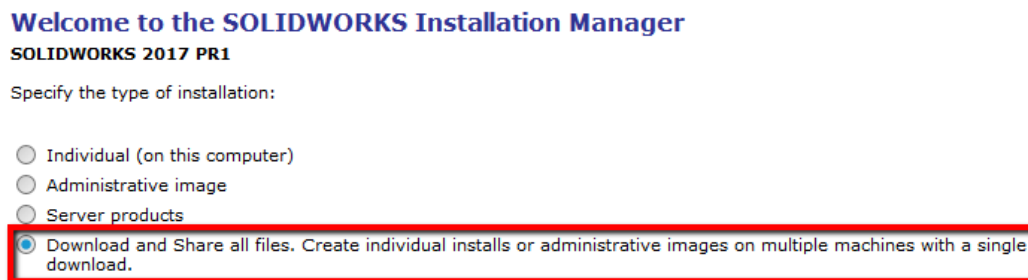 Welcome to the SOLIDWORKS Installation Manager
SOLIDWORKS 2017 PR1
Specify the type of installation:
Individual (on this computer)
Administrative image
Server products
Download and Share all files. Create individual installs or administrative images on multiple machines with a single
download.